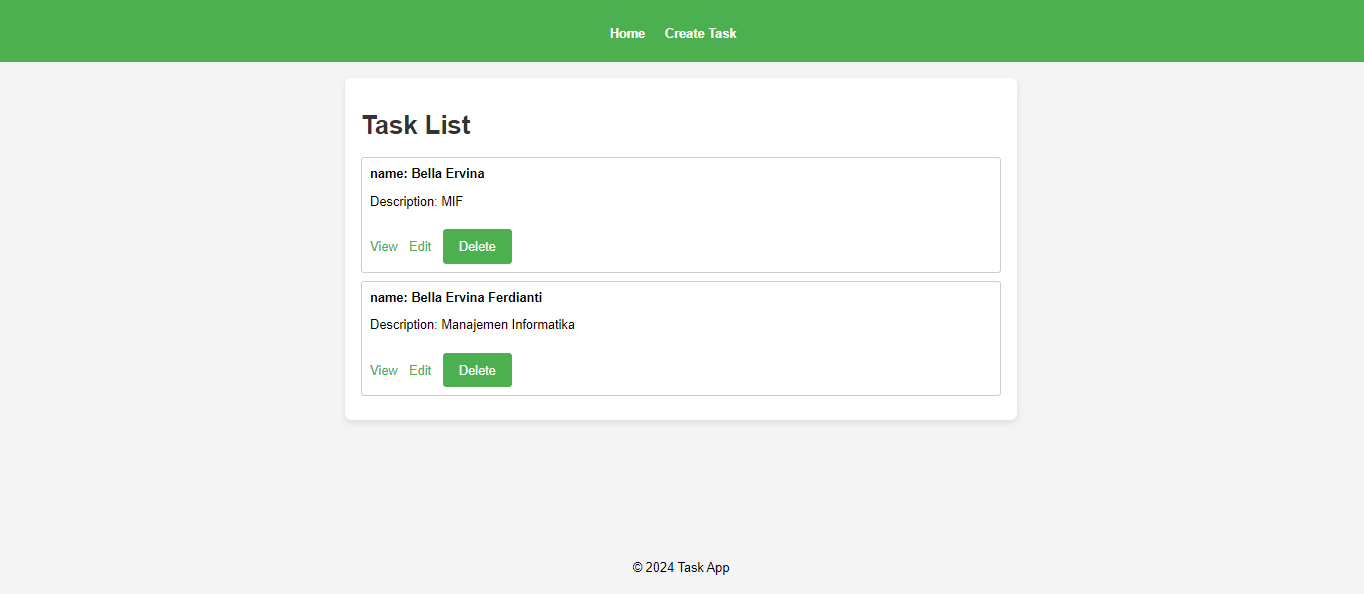 Home Create Task
Task List
name: Bella Ervina
Description: MIF
View Edit Delete
name: Bella Ervina Ferdianti
Description: Manajemen Informatika
View Edit Delete
© 2024 Task App